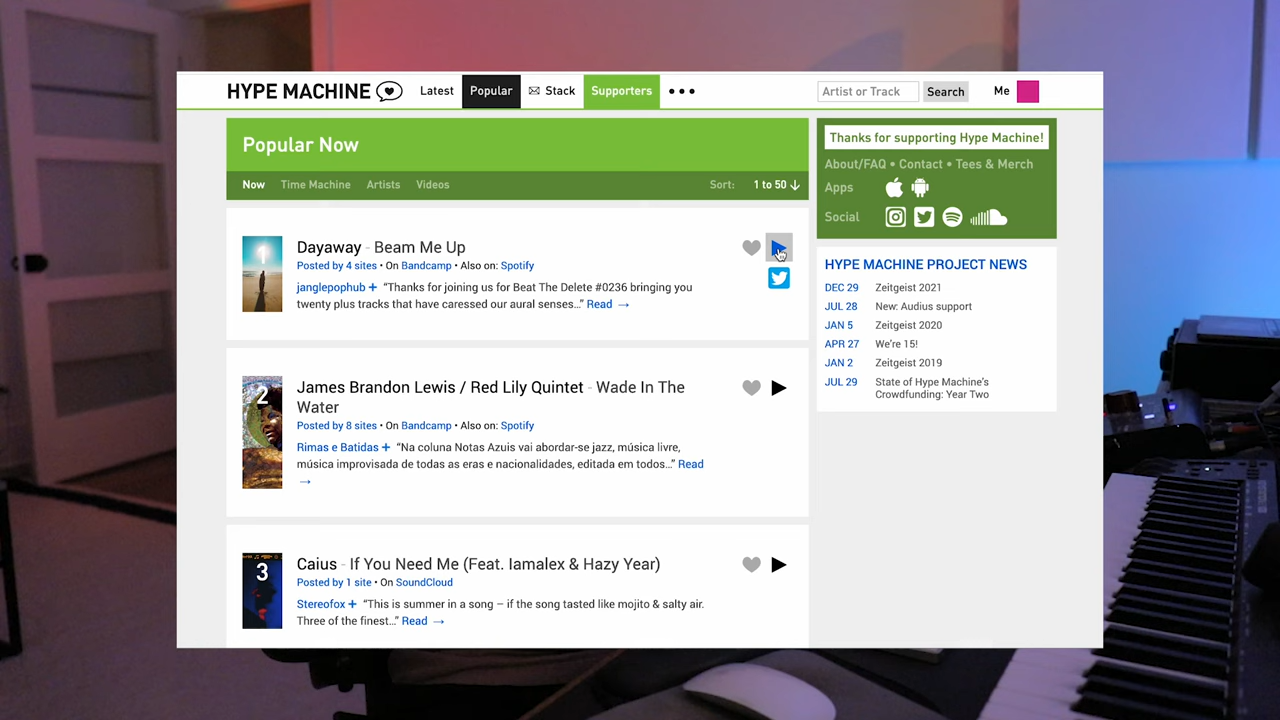 HYPE MACHINE Latest Popular Stack Supporters ••• Artist or Track Search Me
Popular Now
Now Time Machine Artists Videos Sort: 1 to 50 ↓
1
Dayaway - Beam Me Up
Posted by 4 sites • On Bandcamp • Also on: Spotify
janglepophub + “Thanks for joining us for Beat The Delete #0236 bringing you
twenty plus tracks that have caressed our aural senses...” Read →
2
James Brandon Lewis / Red Lily Quintet - Wade In The
Water
Posted by 8 sites • On Bandcamp • Also on: Spotify
Rimas e Batidas + “Na coluna Notas Azuis vai abordar-se jazz, música livre,
música improvisada de todas as eras e nacionalidades, editada em todos...” Read
→
3
Caius - If You Need Me (Feat. Iamalex & Hazy Year)
Posted by 1 site • On SoundCloud
Stereofox + “This is summer in a song – if the song tasted like mojito & salty air.
Three of the finest...” Read →
Thanks for supporting Hype Machine!
About/FAQ • Contact • Tees & Merch
Apps
Social
HYPE MACHINE PROJECT NEWS
DEC 29 Zeitgeist 2021
JUL 28 New: Audius support
JAN 5 Zeitgeist 2020
APR 27 We're 15!
JAN 2 Zeitgeist 2019
JUL 29 State of Hype Machine's
Crowdfunding: Year Two